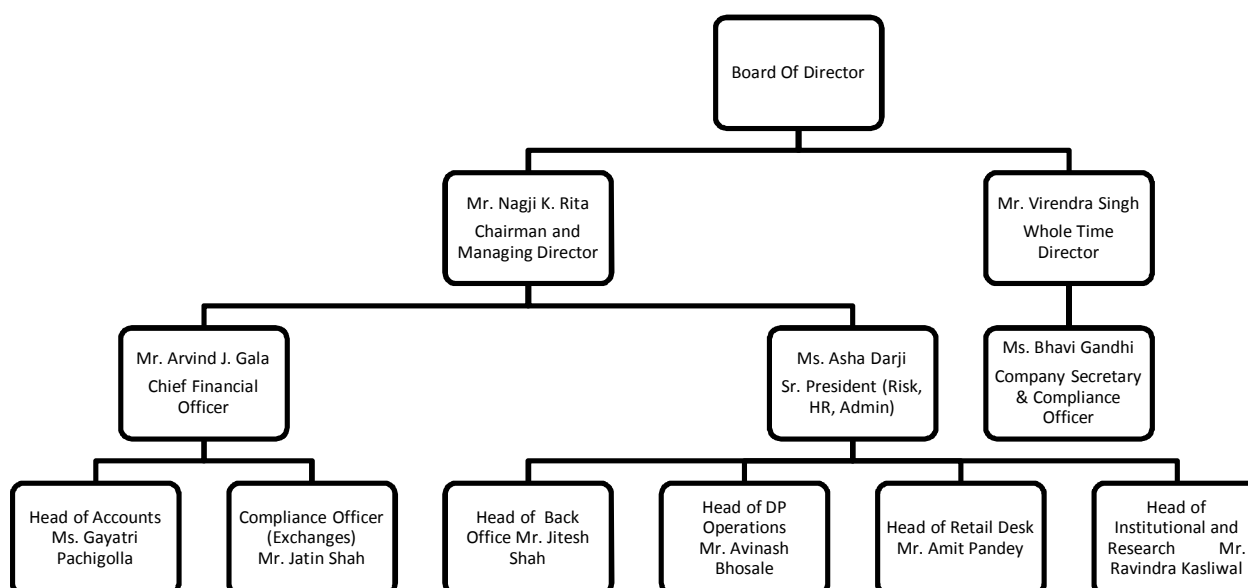 Board Of Director
Mr. Nagji K. Rita
Chairman and
Managing Director
Mr. Virendra Singh
Whole Time
Director
Mr. Arvind J. Gala
Chief Financial
Officer
Ms. Asha Darji
Sr. President (Risk,
HR, Admin)
Ms. Bhavi Gandhi
Company Secretary
& Compliance
Officer
Head of Accounts
Ms. Gayatri
Pachigolla
Compliance Officer
(Exchanges)
Mr. Jatin Shah
Head of Back
Office Mr. Jitesh
Shah
Head of DP
Operations
Mr. Avinash
Bhosale
Head of Retail Desk
Mr. Amit Pandey
Head of
Institutional and
Research Mr.
Ravindra Kasliwal